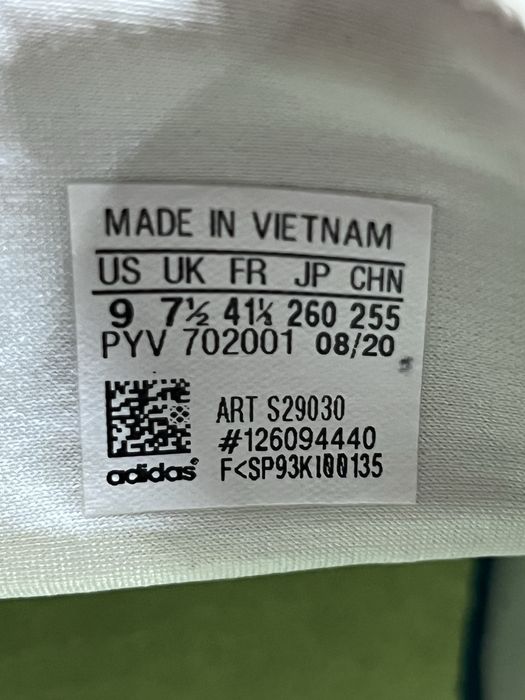 MADE IN VIETNAM
US UK FR JP CHN
9 7½ 41⅓ 260 255
PYV 702001 08/20
ART S29030
#126094440
adidas F<SP93KI00135